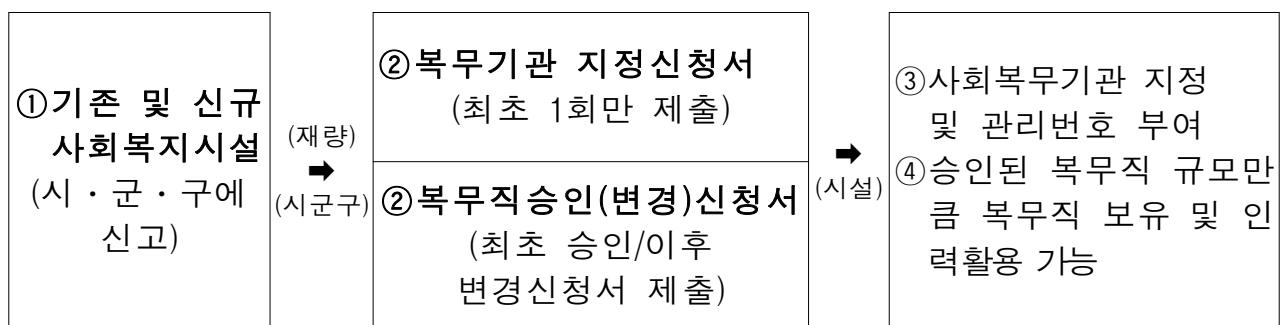 ①기존 및 신규
사회복지시설
(시・군・구에
신고)
(재량)
➡
(시군구)
②복무기관 지정신청서
(최초 1회만 제출)
②복무직승인(변경)신청서
(최초 승인/이후
변경신청서 제출)
➡
(시설)
③사회복무기관 지정
및 관리번호 부여
④승인된 복무직 규모만
큼 복무직 보유 및 인
력활용 가능